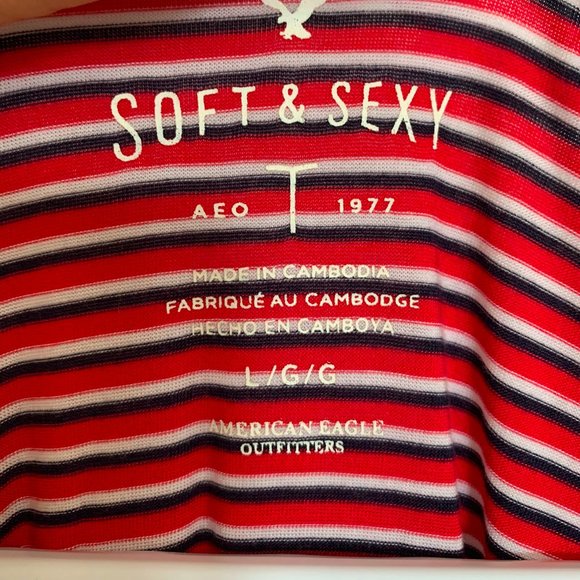 SOFT & SEXY
AEO T 1977
MADE IN CAMBODIA
FABRIQUÉ AU CAMBODGE
HECHO EN CAMBOYA
L/G/G
AMERICAN EAGLE
OUTFITTERS